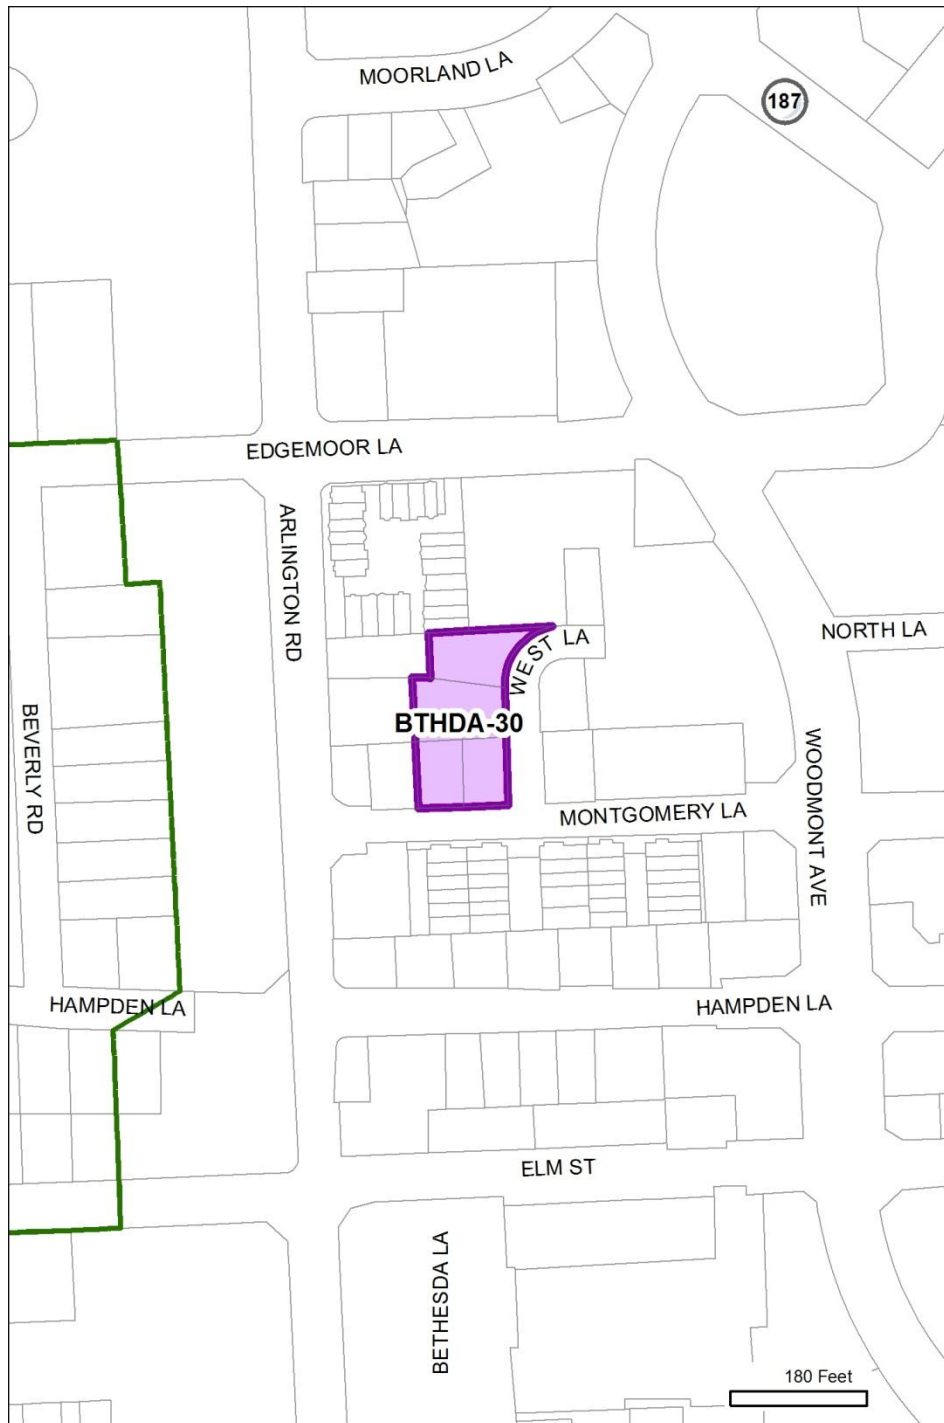 MOORLAND LA
187
EDGEMOOR LA
ARLINGTON RD
WEST LA
NORTH LA
BTHDA-30
BEVERLY RD
WOODMONT AVE
MONTGOMERY LA
HAMPDEN LA
HAMPDEN LA
ELM ST
BETHESDA LA
180 Feet